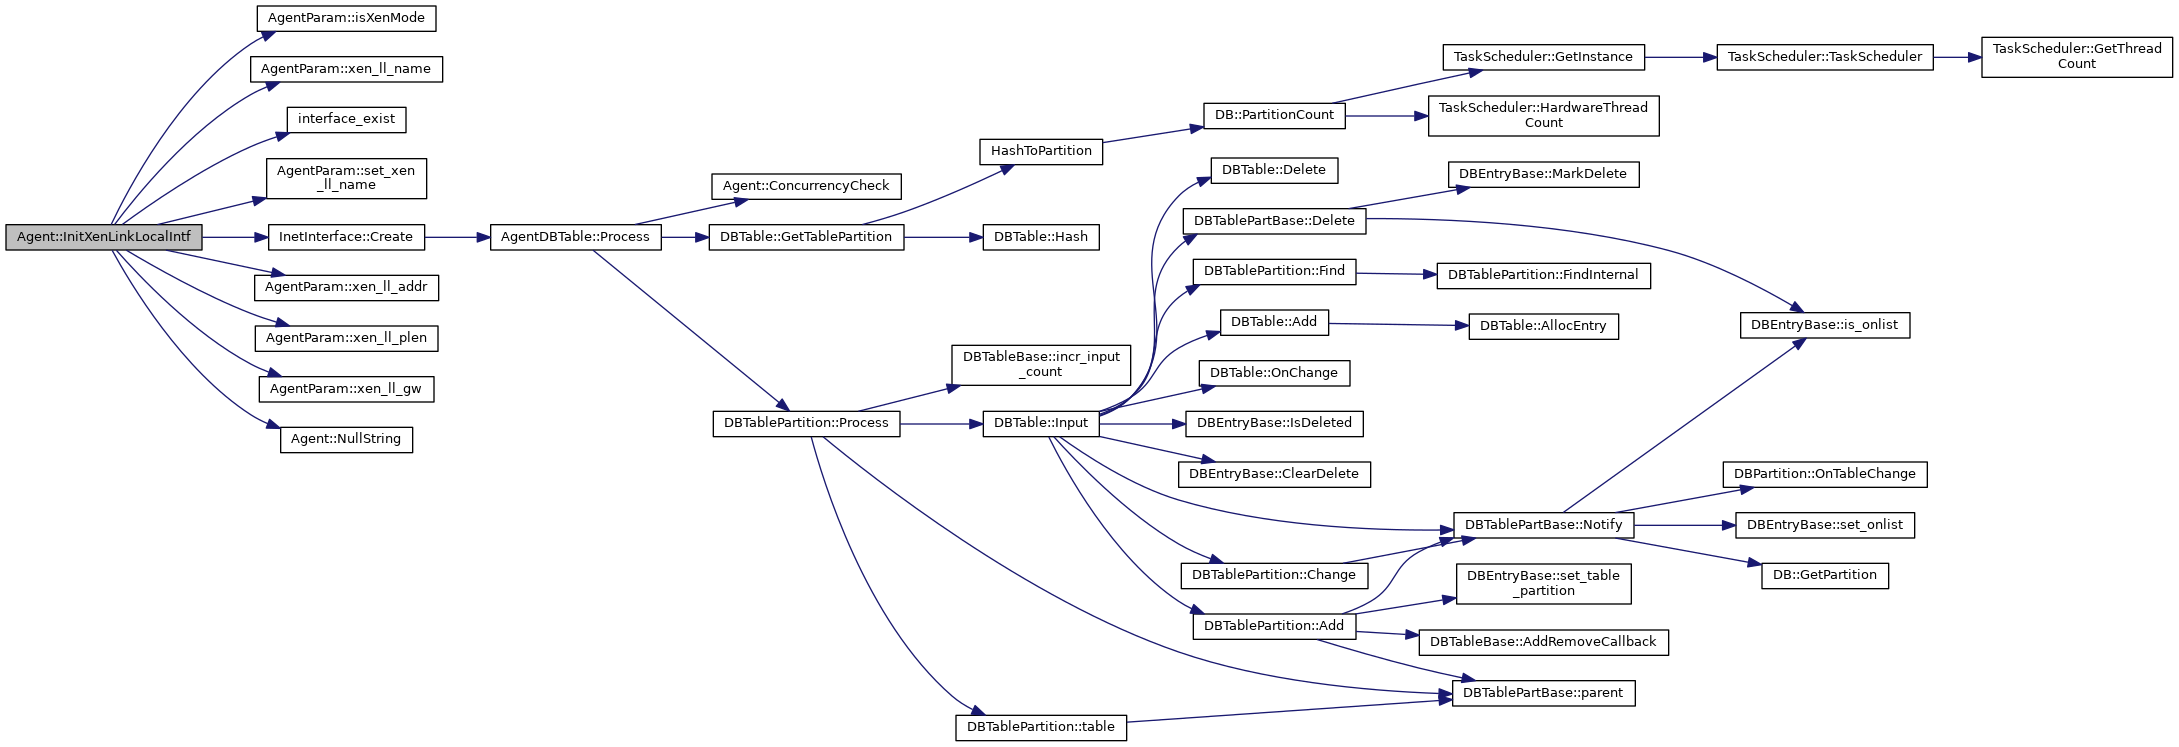 AgentParam::isXenMode
AgentParam::xen_ll_name
interface_exist
AgentParam::set_xen
_ll_name
Agent::InitXenLinkLocalIntf
InetInterface::Create
AgentParam::xen_ll_addr
AgentParam::xen_ll_plen
AgentParam::xen_ll_gw
Agent::NullString
AgentDBTable::Process
Agent::ConcurrencyCheck
DBTable::GetTablePartition
DBTablePartition::Process
HashToPartition
DBTable::Hash
DBTableBase::incr_input
_count
DBTable::Input
DBTablePartition::table
DB::PartitionCount
DBTable::Delete
DBTablePartBase::Delete
DBTablePartition::Find
DBTable::Add
DBTable::OnChange
DBEntryBase::IsDeleted
DBEntryBase::ClearDelete
DBTablePartition::Change
DBTablePartition::Add
TaskScheduler::GetInstance
TaskScheduler::HardwareThread
Count
DBEntryBase::MarkDelete
DBTablePartition::FindInternal
DBTable::AllocEntry
DBTablePartBase::Notify
DBEntryBase::set_table
_partition
DBTableBase::AddRemoveCallback
DBTablePartBase::parent
TaskScheduler::TaskScheduler
DBEntryBase::is_onlist
DBPartition::OnTableChange
DBEntryBase::set_onlist
DB::GetPartition
TaskScheduler::GetThread
Count